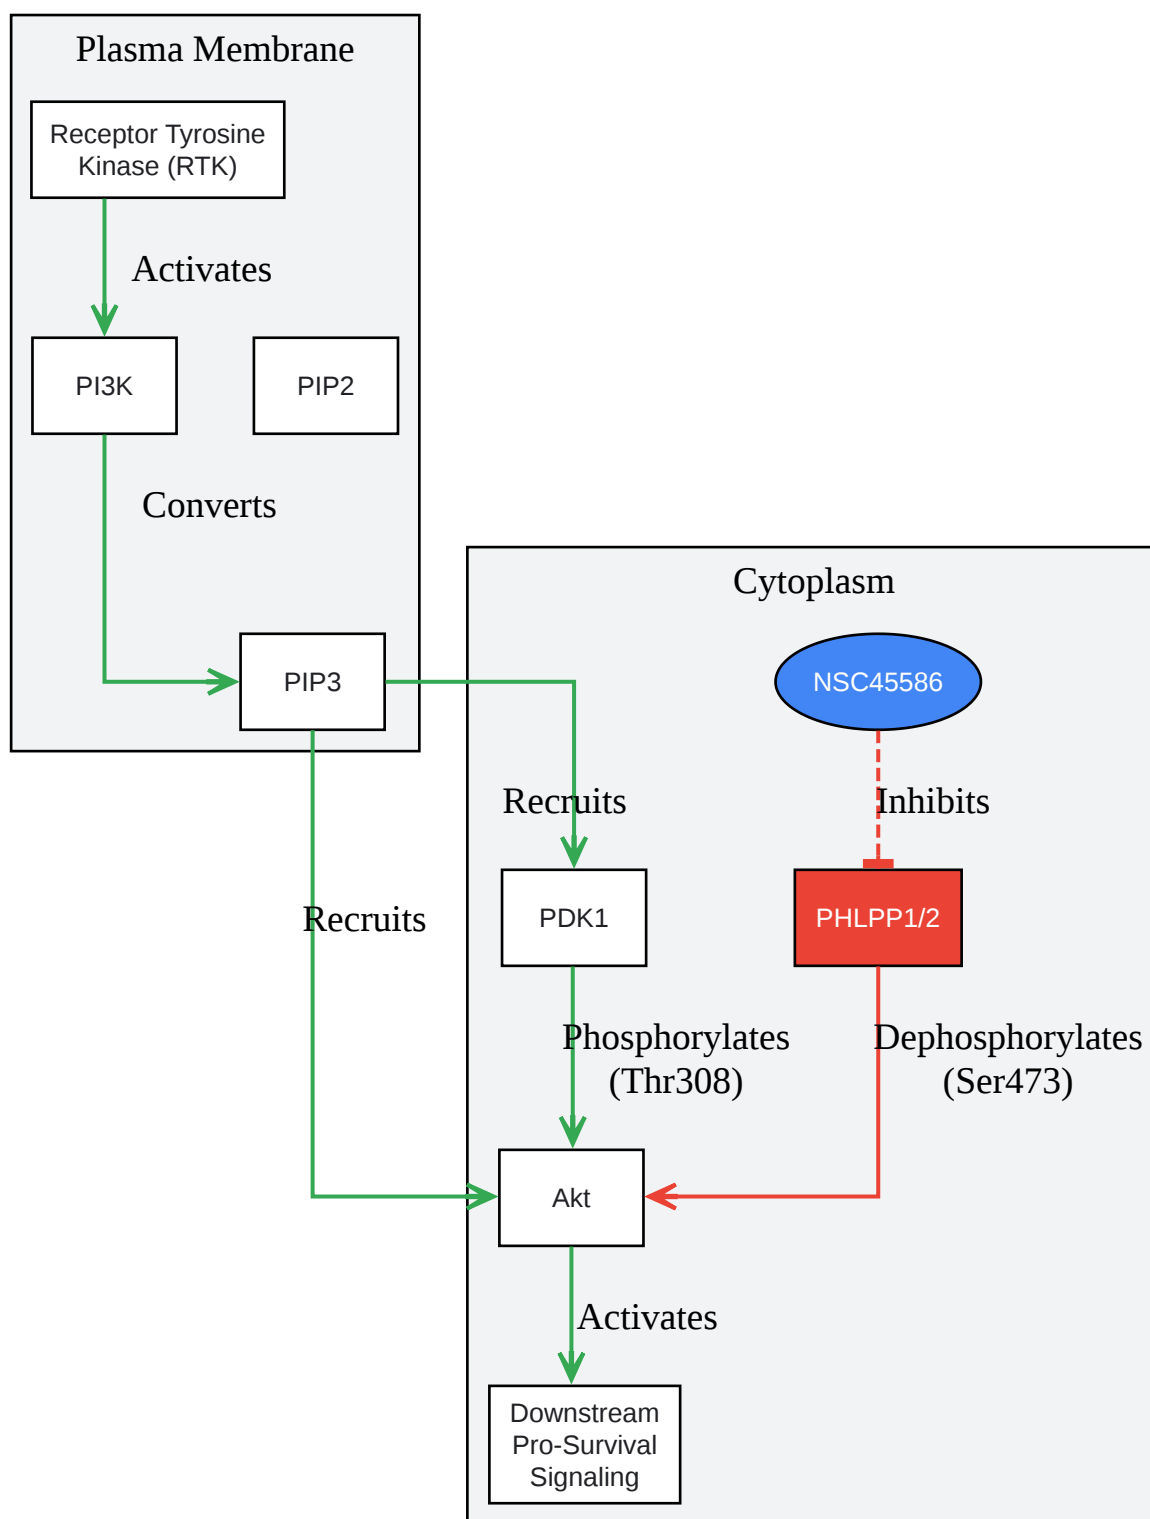 Plasma Membrane
Receptor Tyrosine
Kinase (RTK)
Activates
PI3K
PIP2
Converts
Cytoplasm
PIP3
NSC45586
Recruits
Inhibits
Recruits
PDK1
PHLPP1/2
Phosphorylates
(Thr308)
Dephosphorylates
(Ser473)
Akt
Activates
Downstream
Pro-Survival
Signaling